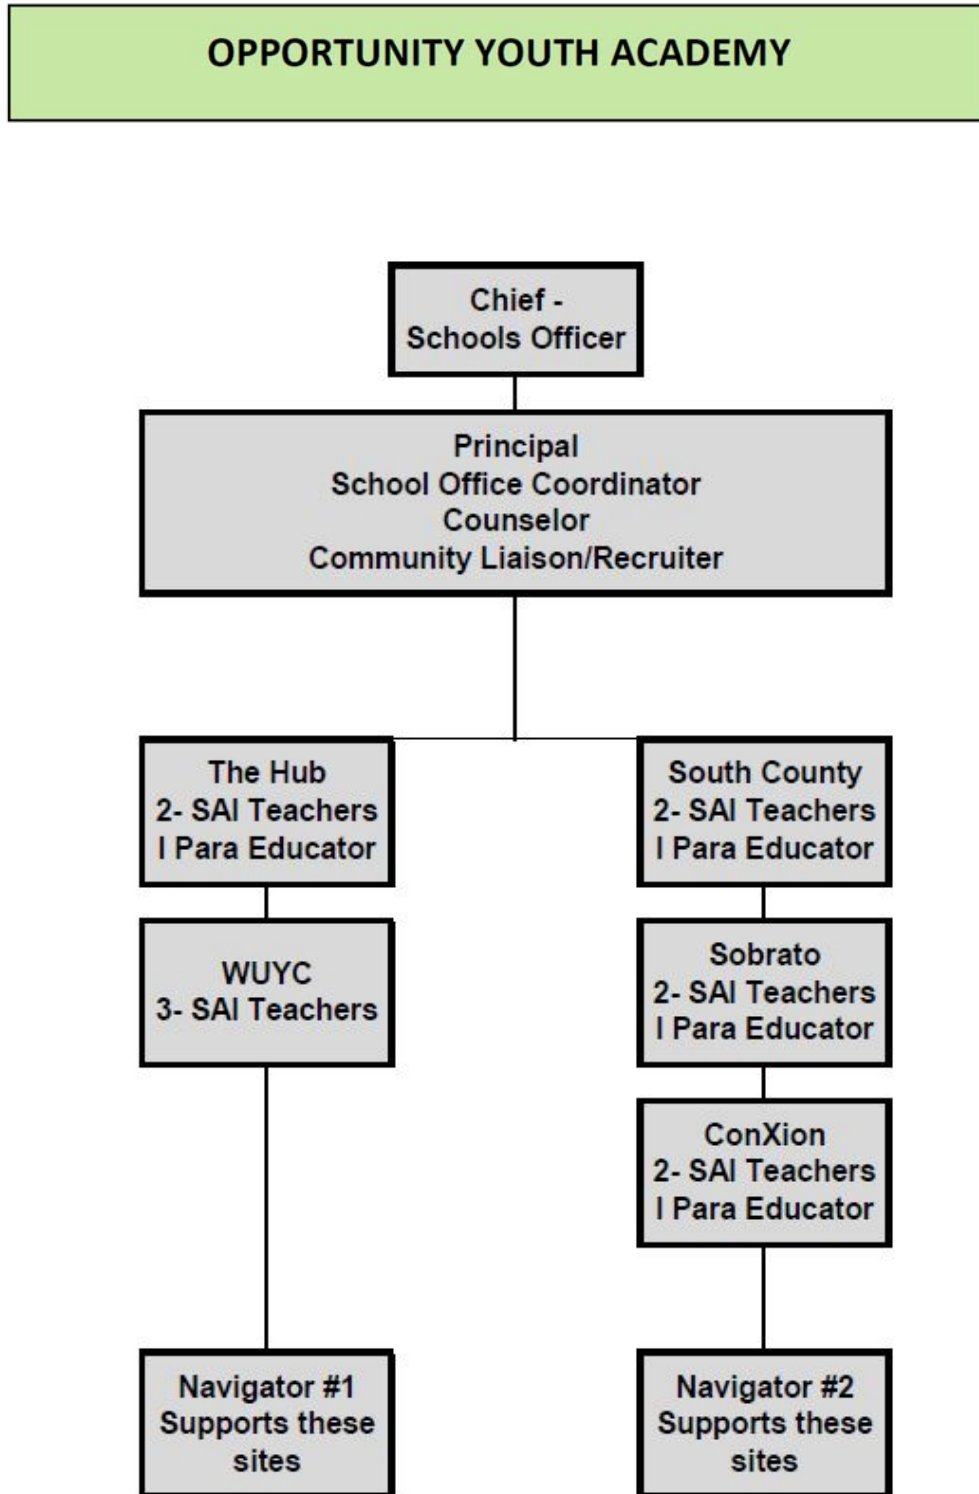 OPPORTUNITY YOUTH ACADEMY
Chief -
Schools Officer
Principal
School Office Coordinator
Counselor
Community Liaison/Recruiter
The Hub
2- SAI Teachers
I Para Educator
WUYC
3- SAI Teachers
South County
2- SAI Teachers
I Para Educator
Sobrato
2- SAI Teachers
I Para Educator
ConXion
2- SAI Teachers
I Para Educator
Navigator #1
Supports these
sites
Navigator #2
Supports these
sites